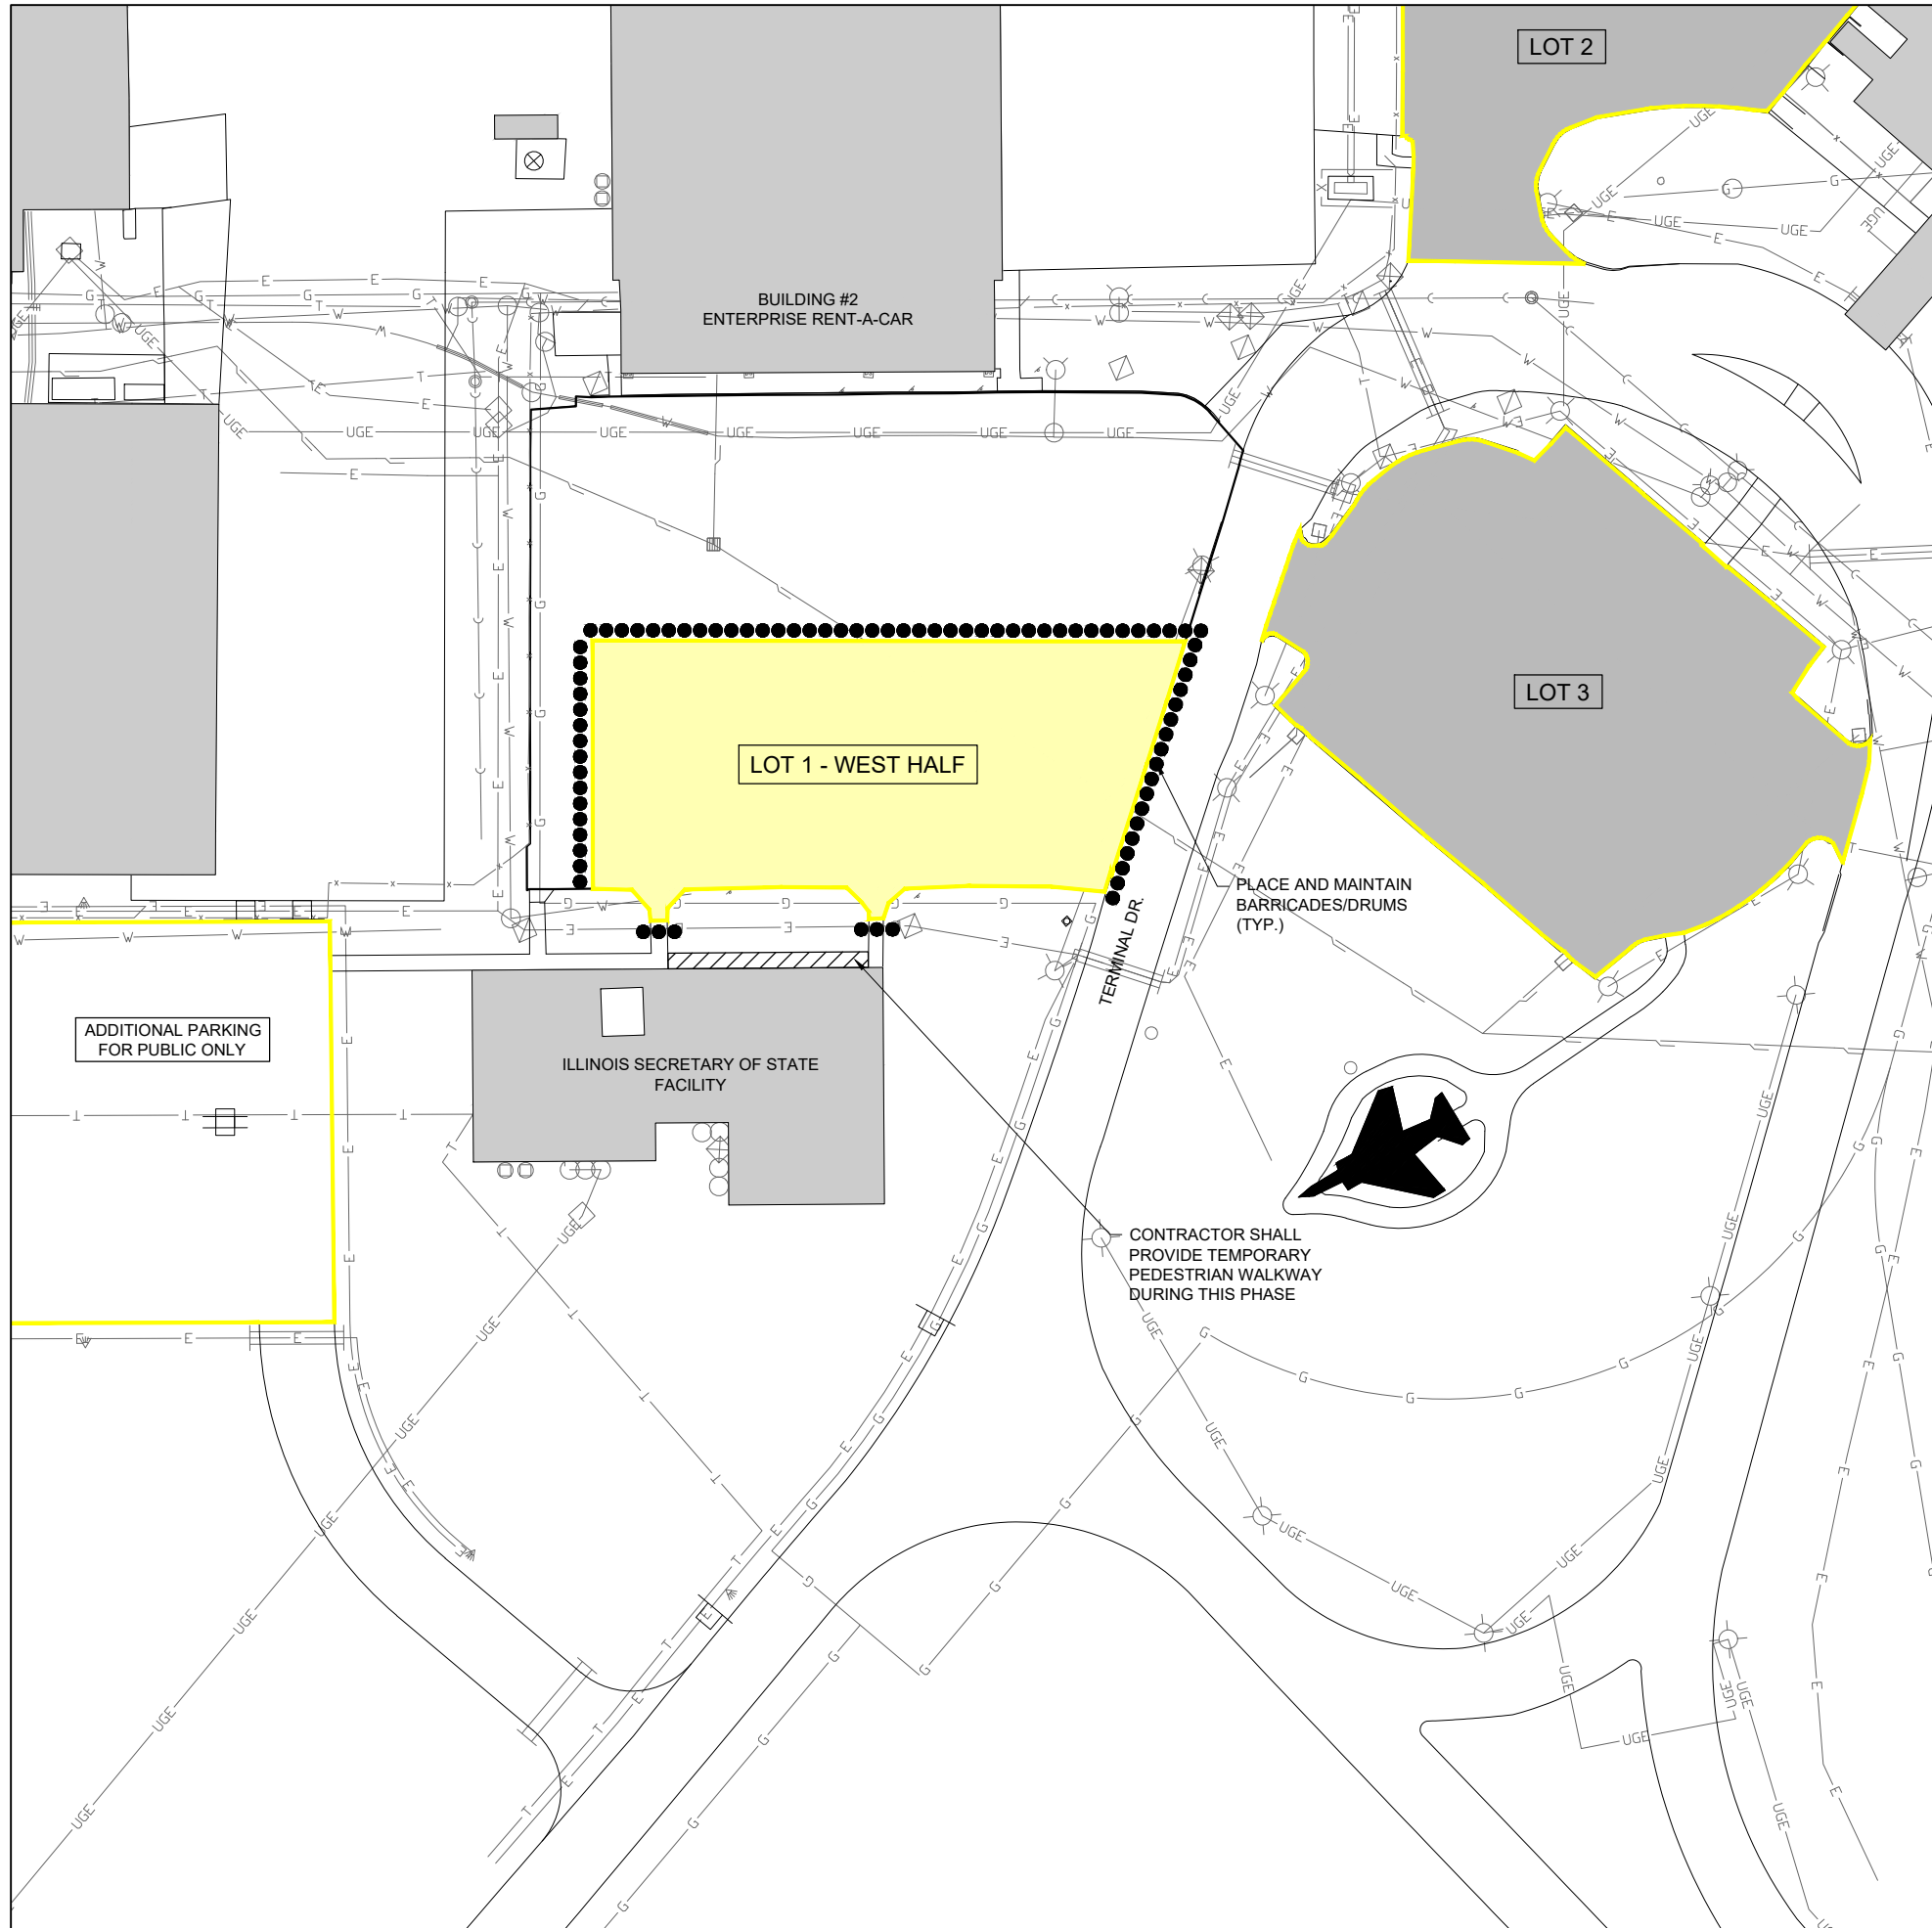 LOT 2
BUILDING #2
ENTERPRISE RENT-A-CAR
LOT 3
LOT 1 - WEST HALF
PLACE AND MAINTAIN
BARRICADES/DRUMS
(TYP.)
TERMINAL DR.
ADDITIONAL PARKING
FOR PUBLIC ONLY
ILLINOIS SECRETARY OF STATE
FACILITY
CONTRACTOR SHALL
PROVIDE TEMPORARY
PEDESTRIAN WALKWAY
DURING THIS PHASE